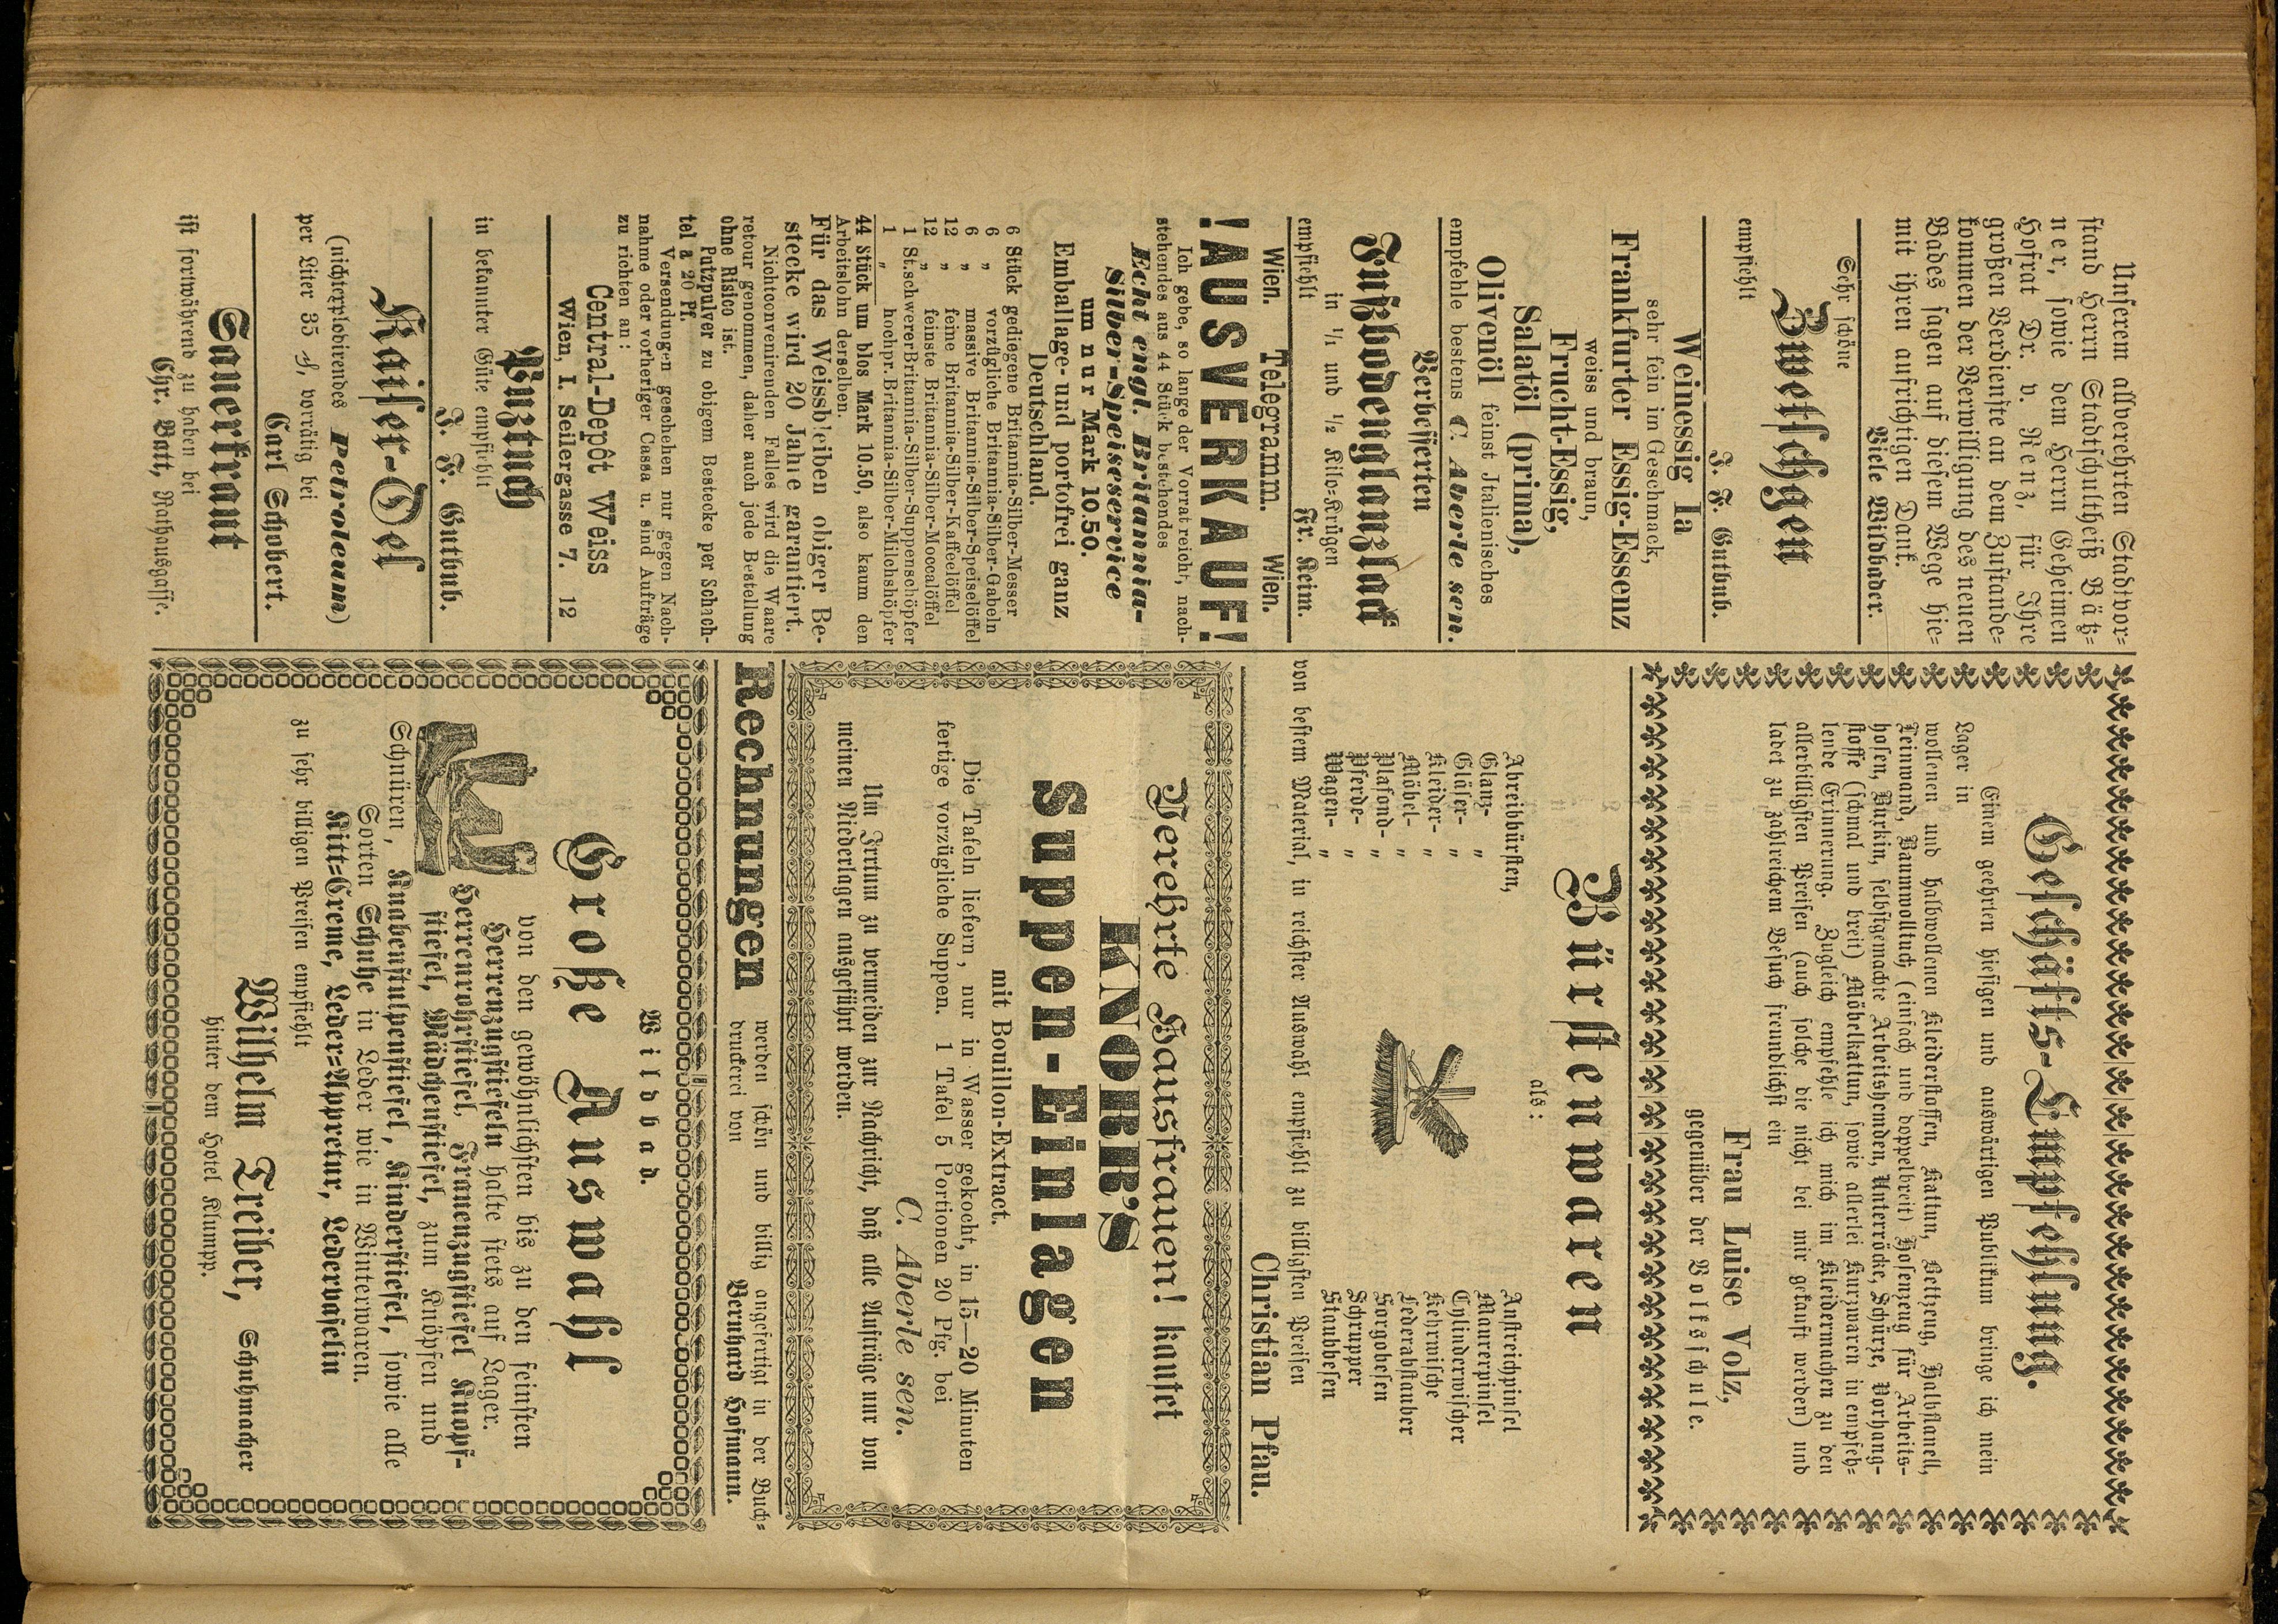 Unserem allverehrten Stadtvor-
stand Herrn Stadtschultheiß Bätz-
ner, sowie dem Herrn Geheimen
Hofrat Dr. v. Renz, für Ihre
großen Verdienste an dem Zustande-
kommen der Verwilligung des neuen
Bades sagen auf diesem Wege hie-
mit ihren aufrichtigen Dank.
Viele Wildbader.
Sehr schöne
Zwetschgen
empfiehlt
J. F. Gutbub.
Weinessig Ia
sehr fein im Geschmack,
Frankfurter Essig-Essenz
weiss und braun,
Frucht-Essig,
Salatöl (prima),
Olivenöl feinst Italienisches
empfehle bestens C. Aberle sen.
Verbesserten
Fußbodenglanzlack
in 1/1 und 1/2 Kilo-Krügen
empfiehlt Fr. Keim.
Wien. Telegramm. Wien.
!AUSVERKAUF!
Ich gebe, so lange der Vorrat reicht, nach-
stehendes aus 44 Stück bestehendes
Echt engl. Britannia-
Silber-Speiseservice
um nur Mark 10.50.
Emballage- und portofrei ganz
Deutschland.
6 Stück gediegene Britannia-Silber-Messer
6 „ vorzügliche Britannia-Silber-Gabeln
6 „ massive Britannia-Silber-Speiselöffel
12 „ feine Britannia-Silber-Kaffeelöffel
12 „ feinste Britannia-Silber-Moccalöffel
1 St. schwerer Britannia-Silber-Suppenschöpfer
1 „ hochpr. Britannia-Silber-Milchshöpfer
44 Stück um blos Mark 10.50, also kaum den
Arbeitslohn derselben.
Für das Weissbleiben obiger Be-
stecke wird 20 Jahre garantiert.
Nichtconvenirenden Falles wird die Waare
retour genommen, daher auch jede Bestellung
ohne Risico ist.
Putzpulver zu obigem Bestecke per Schach-
tel à 20 Pf.
Versendungen geschehen nur gegen Nach-
nahme oder vorheriger Cassa u. sind Aufträge
zu richten an:
Central-Depôt Weiss
Wien, I. Seilergasse 7. 12
Putztuch
in bekannter Güte empfiehlt
J. F. Gutbub.
Kaiser-Oel
(nichtexplodirendes Petroleum)
per Liter 35 ₰, vorrätig bei
Carl Schobert.
Sauerkraut
ist fortwährend zu haben bei
Chr. Batt, Rathausgasse.
Geschäfts-Empfehlung.
Einem geehrten hiesigen und auswärtigen Publikum bringe ich mein
Lager in
wollenen und halbwollenen Kleiderstoffen, Kattun, Bettzeug, Halbflanell,
Leinwand, Baumwolltuch (einfach und doppelbreit) Hosenzeug für Arbeits-
hosen, Burkin, selbstgemachte Arbeitshemden, Unterröcke, Schürze, Vorhang-
stoffe (schmal und breit) Möbelkattun, sowie allerlei Kurzwaren in empfeh-
lende Erinnerung. Zugleich empfehle ich mich im Kleidermachen zu den
allerbilligsten Preisen (auch solche die nicht bei mir gekauft werden) und
ladet zu zahlreichem Besuch freundlichst ein
Frau Luise Volz,
gegenüber der Volksschule.
Bürstenwaren
als:
Abreibbürsten,
Glanz- „
Gläser- „
Kleider- „
Möbel- „
Plafond- „
Pferde- „
Wagen- „
Anstreichpinsel
Maurerpinsel
Cylinderwischer
Kehrwische
Federabstauber
Sorgobesen
Schrupper
Staubbesen
von bestem Material, in reichster Auswahl empfiehlt zu billigsten Preisen
Christian Pfau.
Verehrte Hausfrauen! kaufet
KNORR'S
Suppen-Einlagen
mit Bouillon-Extract.
Die Tafeln liefern, nur in Wasser gekocht, in 15—20 Minuten
fertige vorzügliche Suppen. 1 Tafel 5 Portionen 20 Pfg. bei
C. Aberle sen.
Um Irrtum zu vermeiden zur Nachricht, daß alle Aufträge nur von
meinen Niederlagen ausgeführt werden.
Rechnungen werden schön und billig angefertigt in der Buch-
druckerei von Bernhard Hofmann.
Wildbad.
Große Auswahl
von den gewöhnlichsten bis zu den feinsten
Herrenzugstiefeln halte stets auf Lager.
Herrenrohrstiefel, Frauenzugstiefel Knopf-
stiefel, Mädchenstiefel, zum Knöpfen und
Schnüren, Knabenstulpenstiefel, Kinderstiefel, sowie alle
Sorten Schuhe in Leder wie in Winterwaren.
Kitt-Creme, Leder-Appretur, Ledervaselin
zu sehr billigen Preisen empfiehlt
Wilhelm Treiber, Schuhmacher
hinter dem Hotel Klumpp.